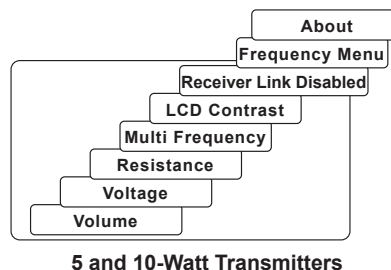 About
Frequency Menu
Receiver Link Disabled
LCD Contrast
Multi Frequency
Resistance
Voltage
Volume
5 and 10-Watt Transmitters